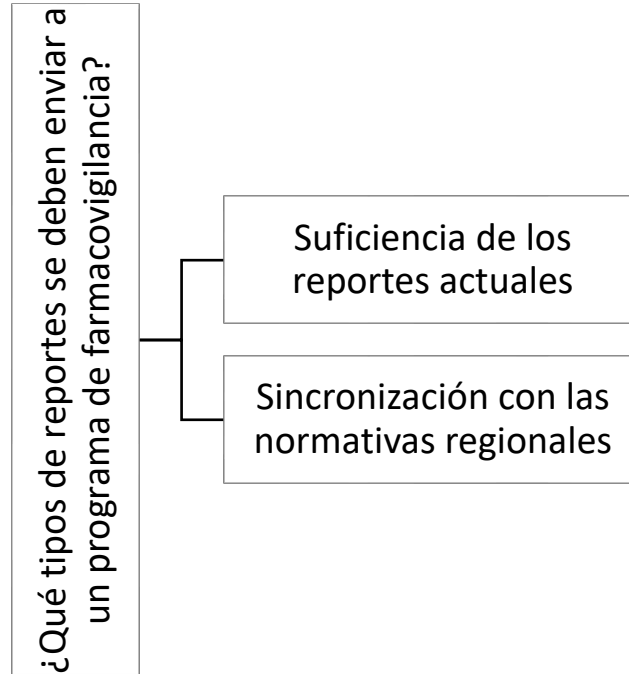 ¿Qué tipos de reportes se deben enviar a
un programa de farmacovigilancia?
Suficiencia de los
reportes actuales
Sincronización con las
normativas regionales